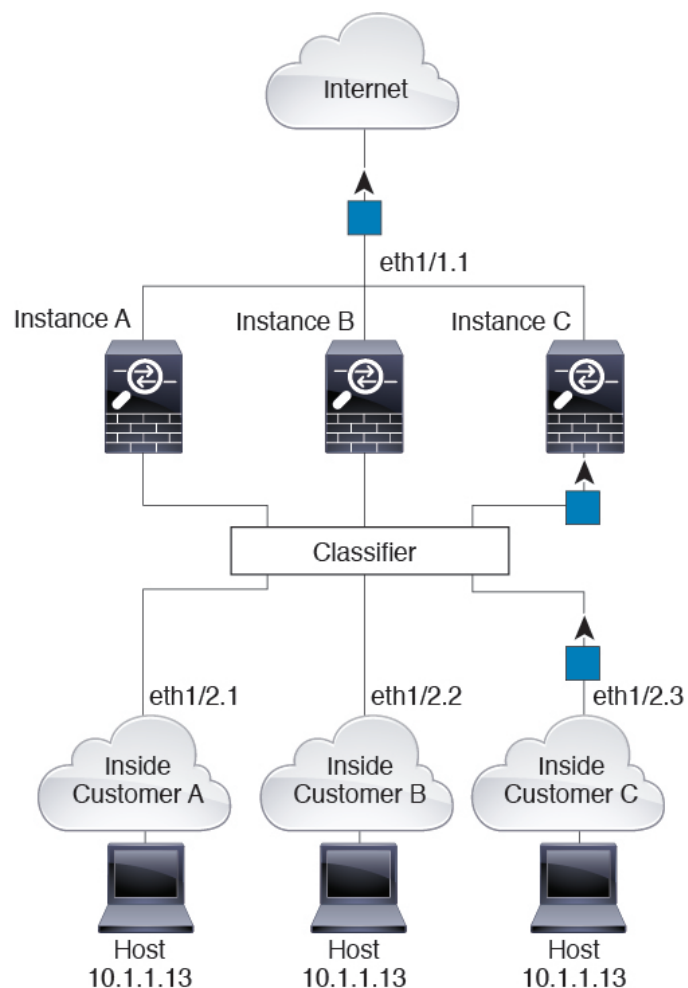 Internet
eth1/1.1
Instance A
Instance B
Instance C
Classifier
eth1/2.1
eth1/2.2
eth1/2.3
Inside
Customer A
Inside
Customer B
Inside
Customer C
Host
10.1.1.13
Host
10.1.1.13
Host
10.1.1.13